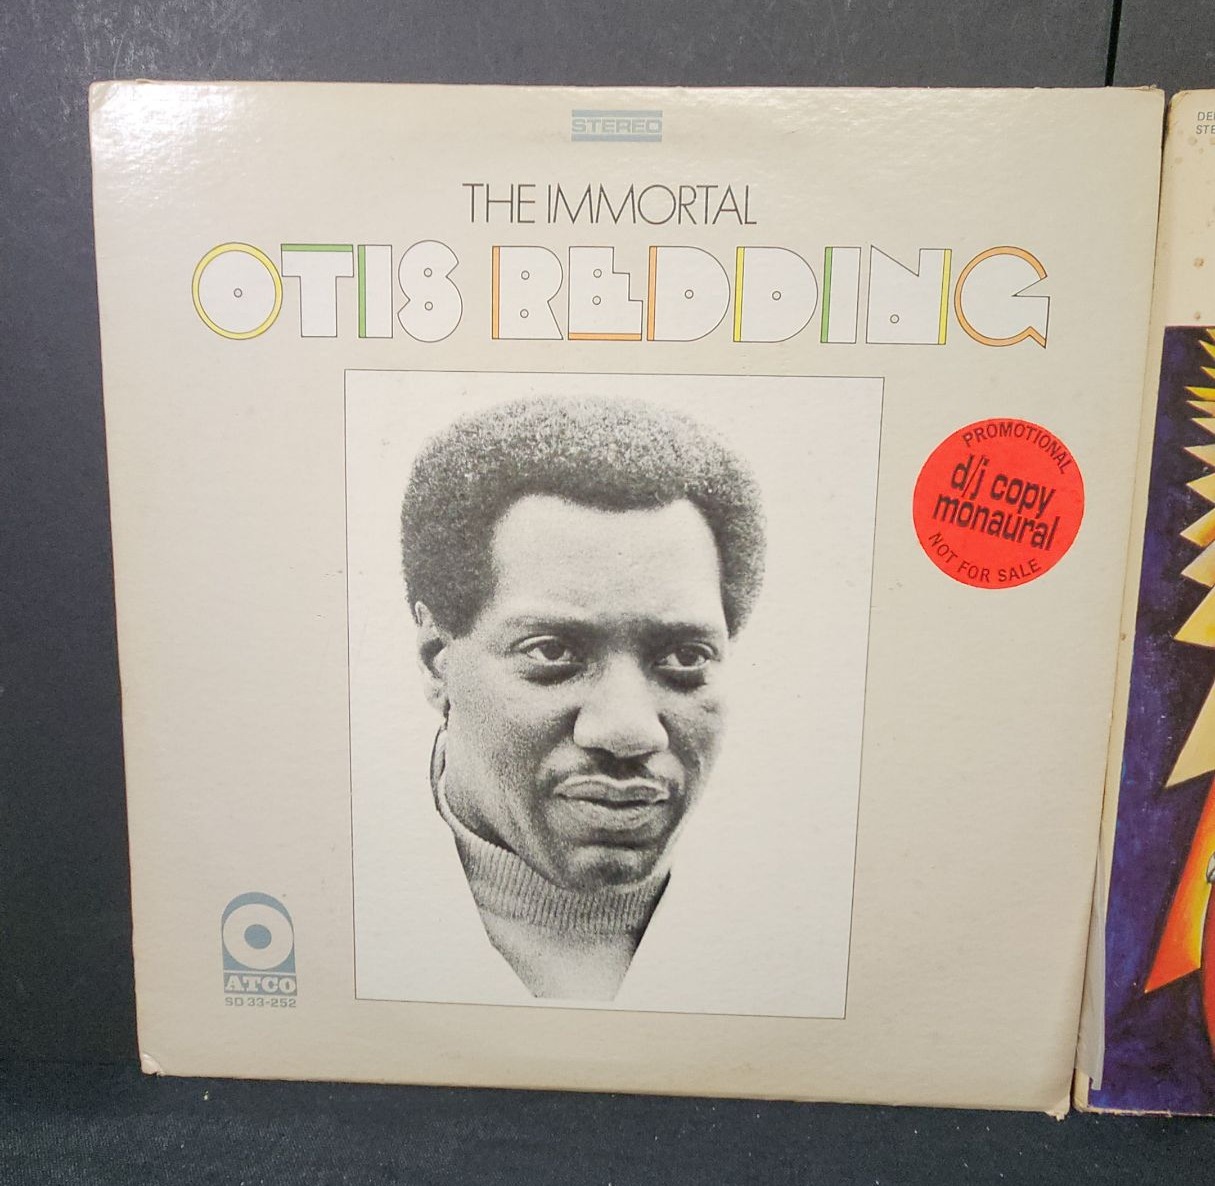 STEREO
THE IMMORTAL
OTIS REDDING
PROMOTIONAL
d/j copy
monaural
NOT FOR SALE
ATCO
SD 33-252